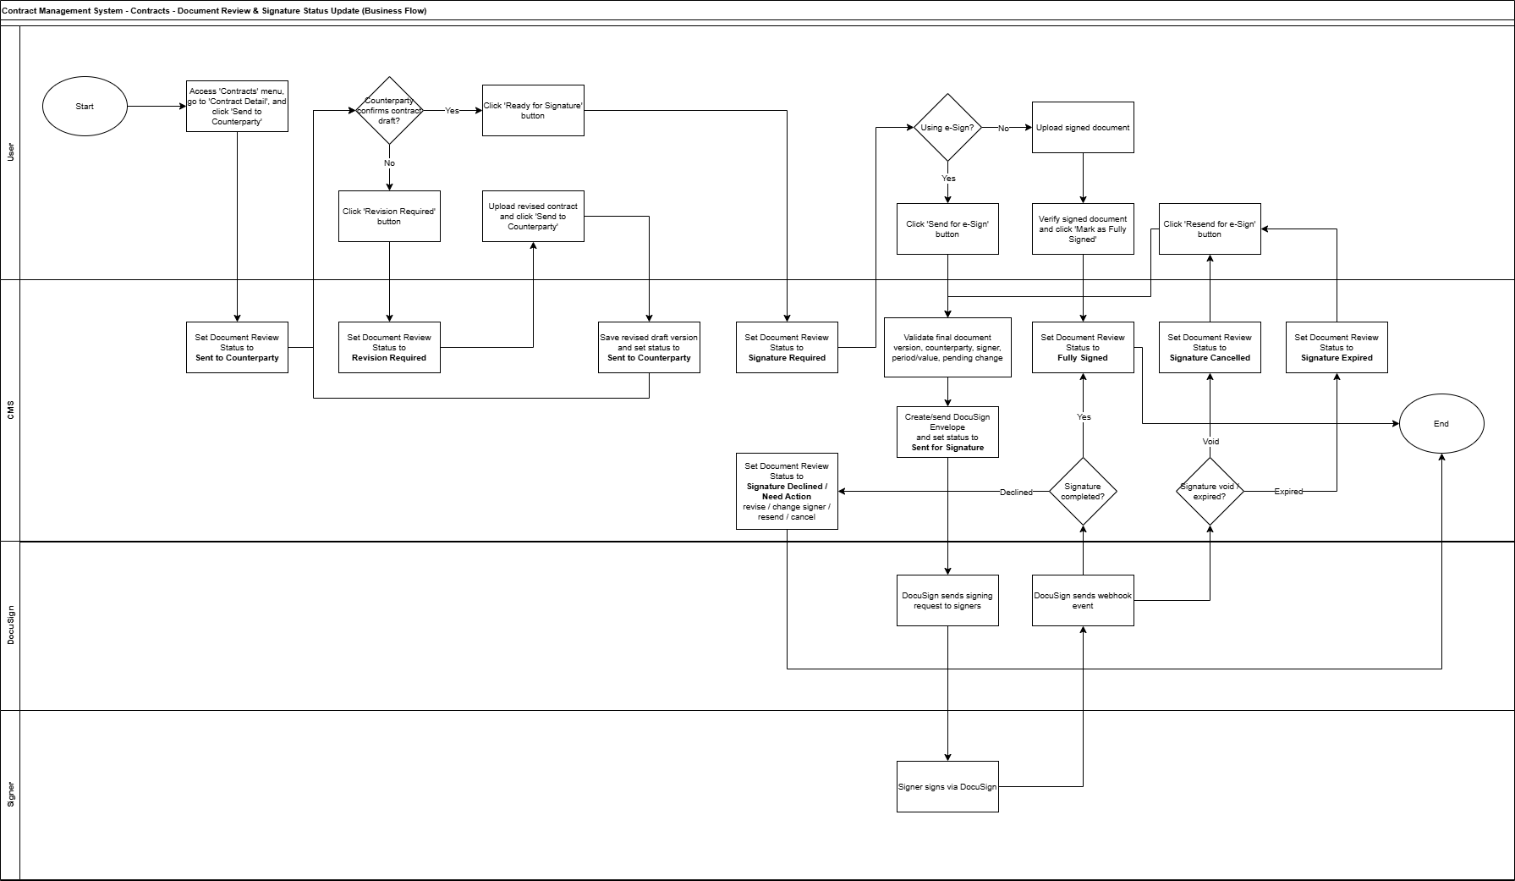 Contract Management System - Contracts - Document Review & Signature Status Update (Business Flow)
User
Start
Access 'Contracts' menu,
go to 'Contract Detail', and
click 'Send to
Counterparty'
Counterparty
confirms contract
draft?
Yes
Click 'Ready for Signature'
button
No
Click 'Revision Required'
button
Upload revised contract
and click 'Send to
Counterparty'
Using e-Sign?
No
Upload signed document
Yes
Click 'Send for e-Sign'
button
Verify signed document
and click 'Mark as Fully
Signed'
Click 'Resend for e-Sign'
button
CMS
Set Document Review
Status to
Sent to Counterparty
Set Document Review
Status to
Revision Required
Save revised draft version
and set status to
Sent to Counterparty
Set Document Review
Status to
Signature Required
Validate final document
version, counterparty, signer,
period/value, pending change
Set Document Review
Status to
Fully Signed
Set Document Review
Status to
Signature Cancelled
Set Document Review
Status to
Signature Expired
Create/send DocuSign
Envelope
and set status to
Sent for Signature
Yes
Void
End
Set Document Review
Status to
Signature Declined /
Need Action
revise / change signer /
resend / cancel
Declined
Signature
completed?
Signature void /
expired?
Expired
DocuSign
DocuSign sends signing
request to signers
DocuSign sends webhook
event
Signer
Signer signs via DocuSign